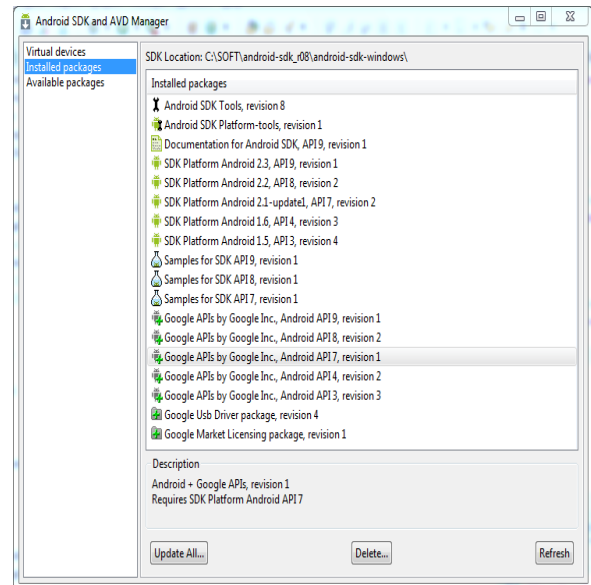 Android SDK and AVD Manager
Virtual devices
Installed packages
Available packages
SDK Location: C:\SOFT\android-sdk_r08\android-sdk-windows\
Installed packages
Android SDK Tools, revision 8
Android SDK Platform-tools, revision 1
Documentation for Android SDK, API 9, revision 1
SDK Platform Android 2.3, API 9, revision 1
SDK Platform Android 2.2, API 8, revision 2
SDK Platform Android 2.1-update1, API 7, revision 2
SDK Platform Android 1.6, API 4, revision 3
SDK Platform Android 1.5, API 3, revision 4
Samples for SDK API 9, revision 1
Samples for SDK API 8, revision 1
Samples for SDK API 7, revision 1
Google APIs by Google Inc., Android API 9, revision 1
Google APIs by Google Inc., Android API 8, revision 2
Google APIs by Google Inc., Android API 7, revision 1
Google APIs by Google Inc., Android API 4, revision 2
Google APIs by Google Inc., Android API 3, revision 3
Google Usb Driver package, revision 4
Google Market Licensing package, revision 1
Description
Android + Google APIs, revision 1
Requires SDK Platform Android API 7
Update All...
Delete...
Refresh